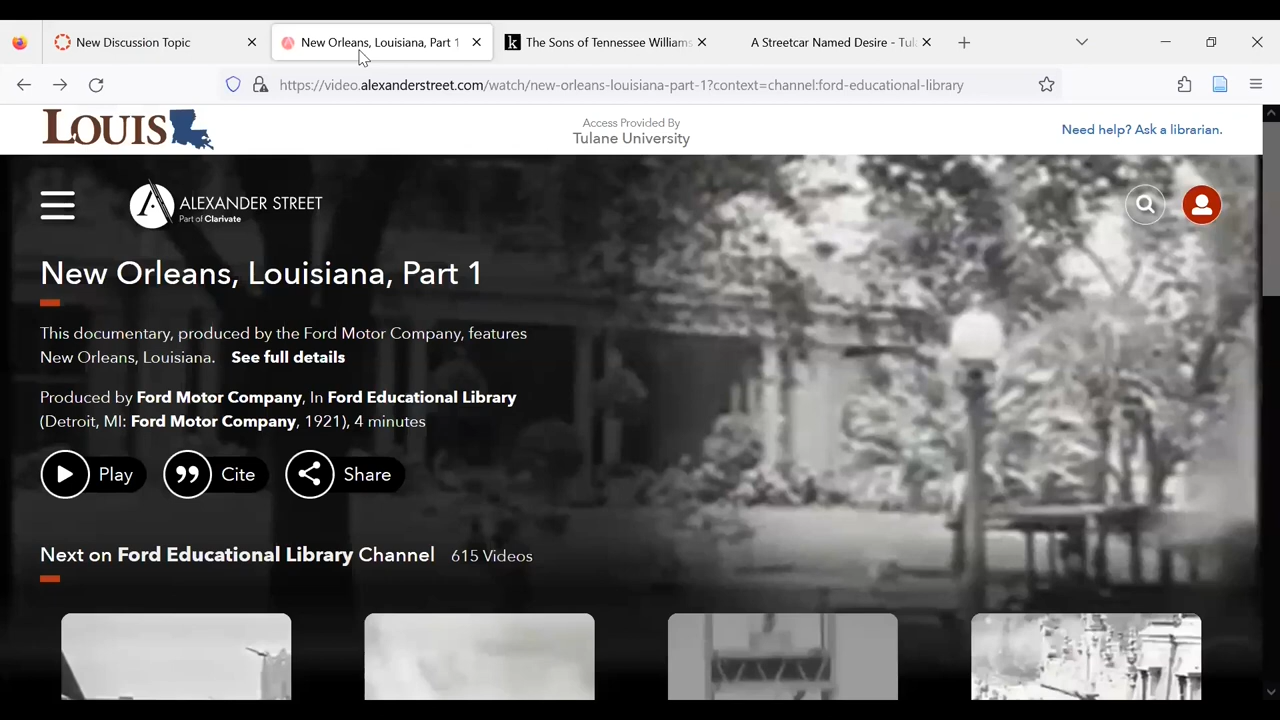 New Discussion Topic
New Orleans, Louisiana, Part 1
The Sons of Tennessee Williams
A Streetcar Named Desire - Tul
https://video.alexanderstreet.com/watch/new-orleans-louisiana-part-1?context=channel:ford-educational-library
LOUIS
Access Provided By
Tulane University
Need help? Ask a librarian.
ALEXANDER STREET
Part of Clarivate
New Orleans, Louisiana, Part 1
This documentary, produced by the Ford Motor Company, features
New Orleans, Louisiana. See full details
Produced by Ford Motor Company, In Ford Educational Library
(Detroit, MI: Ford Motor Company, 1921), 4 minutes
Play
Cite
Share
Next on Ford Educational Library Channel 615 Videos